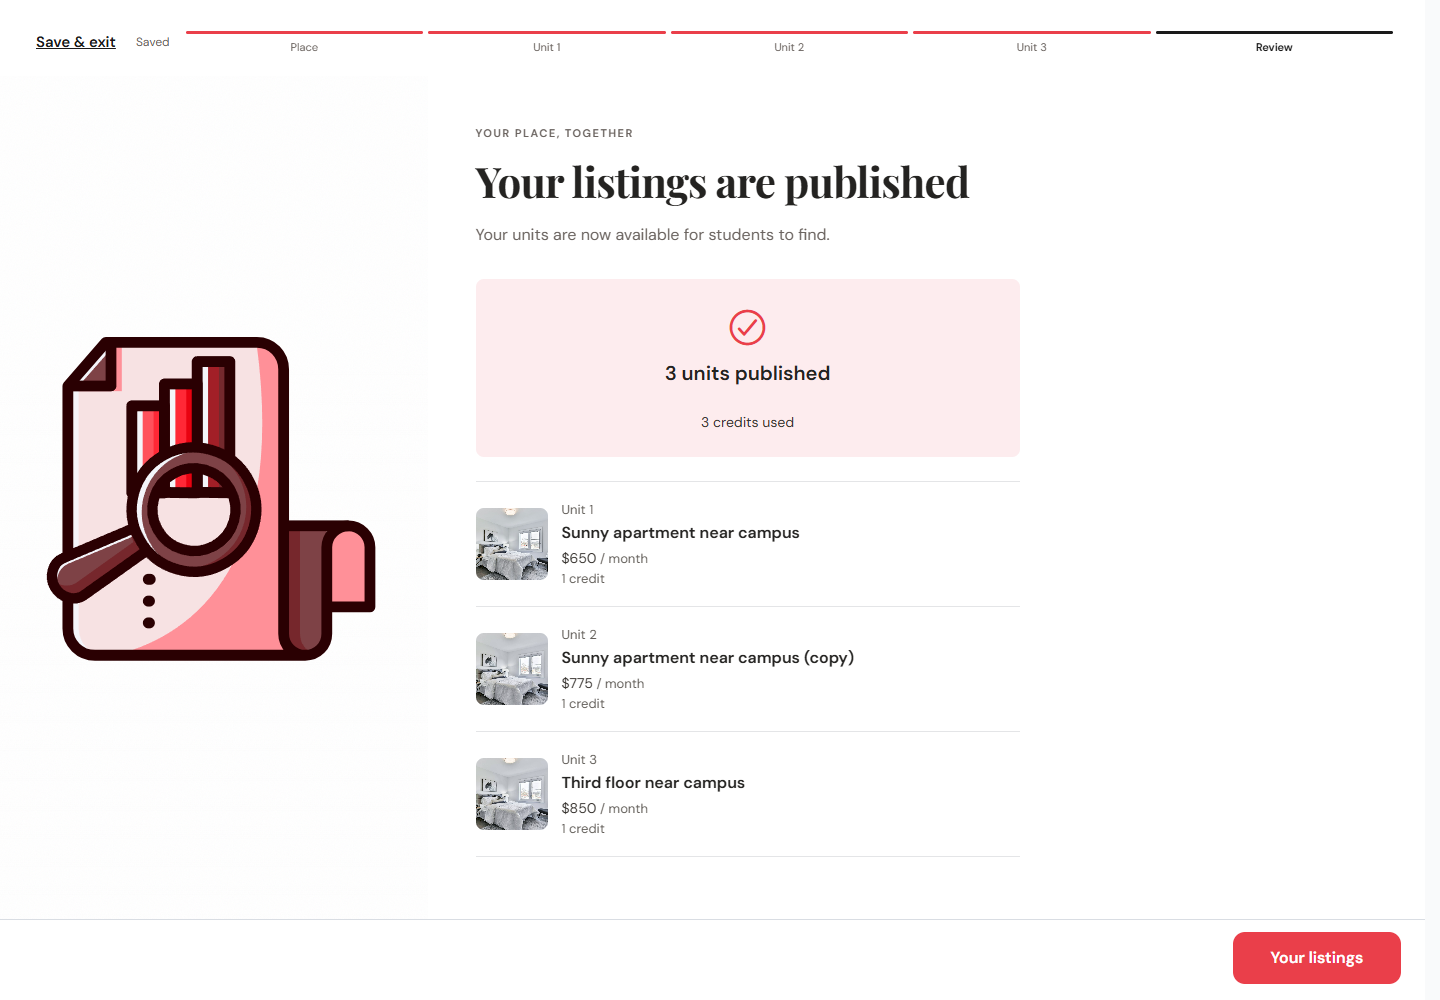 Save & exit
Saved
Place
Unit 1
Unit 2
Unit 3
Review
YOUR PLACE, TOGETHER
Your listings are published
Your units are now available for students to find.
3 units published
3 credits used
Unit 1
Sunny apartment near campus
$650 / month
1 credit
Unit 2
Sunny apartment near campus (copy)
$775 / month
1 credit
Unit 3
Third floor near campus
$850 / month
1 credit
Your listings